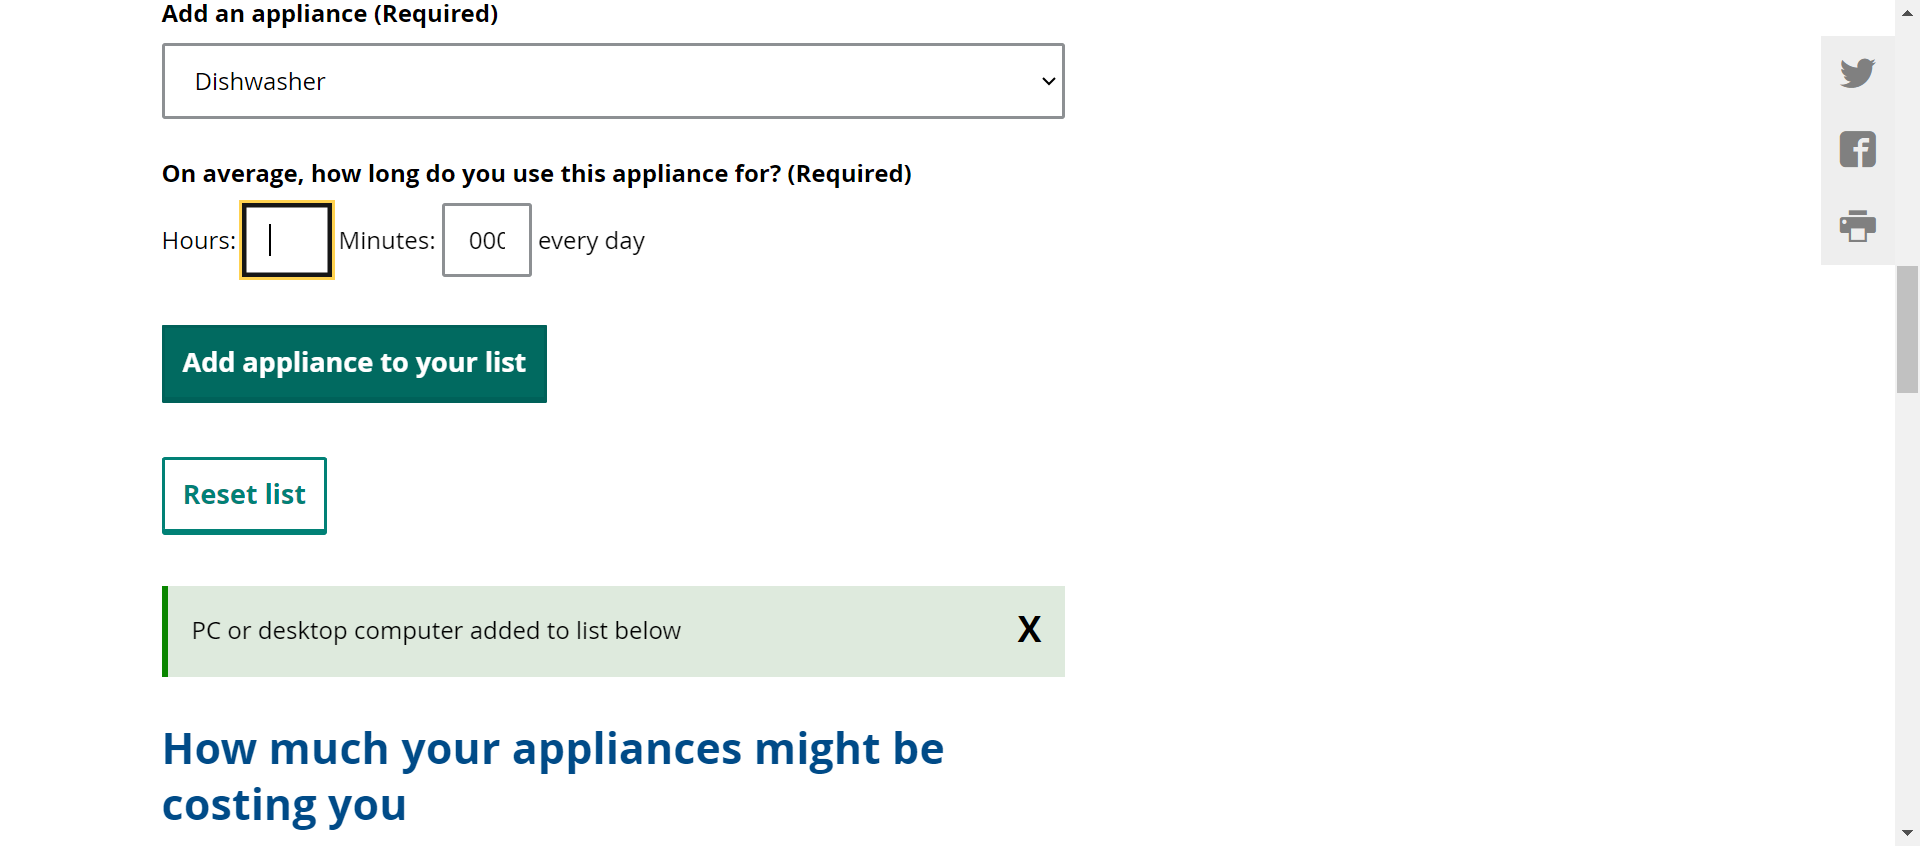 Add an appliance (Required)
Dishwasher
On average, how long do you use this appliance for? (Required)
Hours: Minutes: 000 every day
Add appliance to your list
Reset list
PC or desktop computer added to list below X
How much your appliances might be
costing you